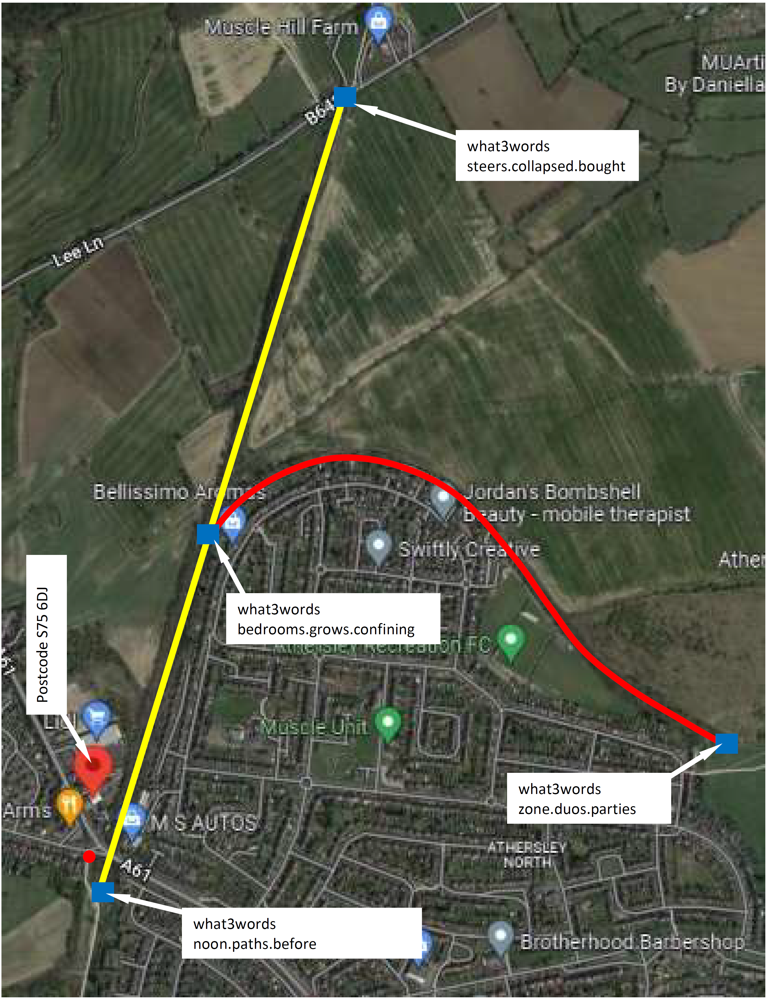 Muscle Hill Farm
MUArti
By Daniella
B64
what3words
steers.collapsed.bought
Lee Ln
Bellissimo Aromas
Jordan's Bombshell
Beauty - mobile therapist
Swiftly Creative
Ather
Postcode S75 6DJ
what3words
bedrooms.grows.confining
Athersley Recreation FC
Lidl
Muscle Unit
what3words
zone.duos.parties
Arms
M S AUTOS
ATHERSLEY
NORTH
A61
what3words
noon.paths.before
Brotherhood Barbershop